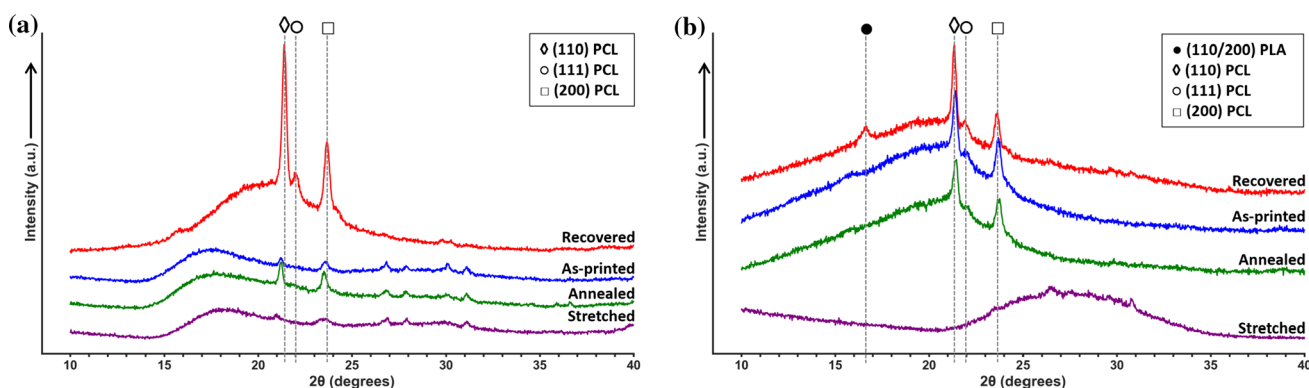 (a)
◊ ○ □
◊ (110) PCL
○ (111) PCL
□ (200) PCL
Intensity (a.u.)
Recovered
As-printed
Annealed
Stretched
10 15 20 25 30 35 40
2θ (degrees)
(b)
● ◊ ○ □
● (110/200) PLA
◊ (110) PCL
○ (111) PCL
□ (200) PCL
Intensity (a.u.)
Recovered
As-printed
Annealed
Stretched
10 15 20 25 30 35 40
2θ (degrees)